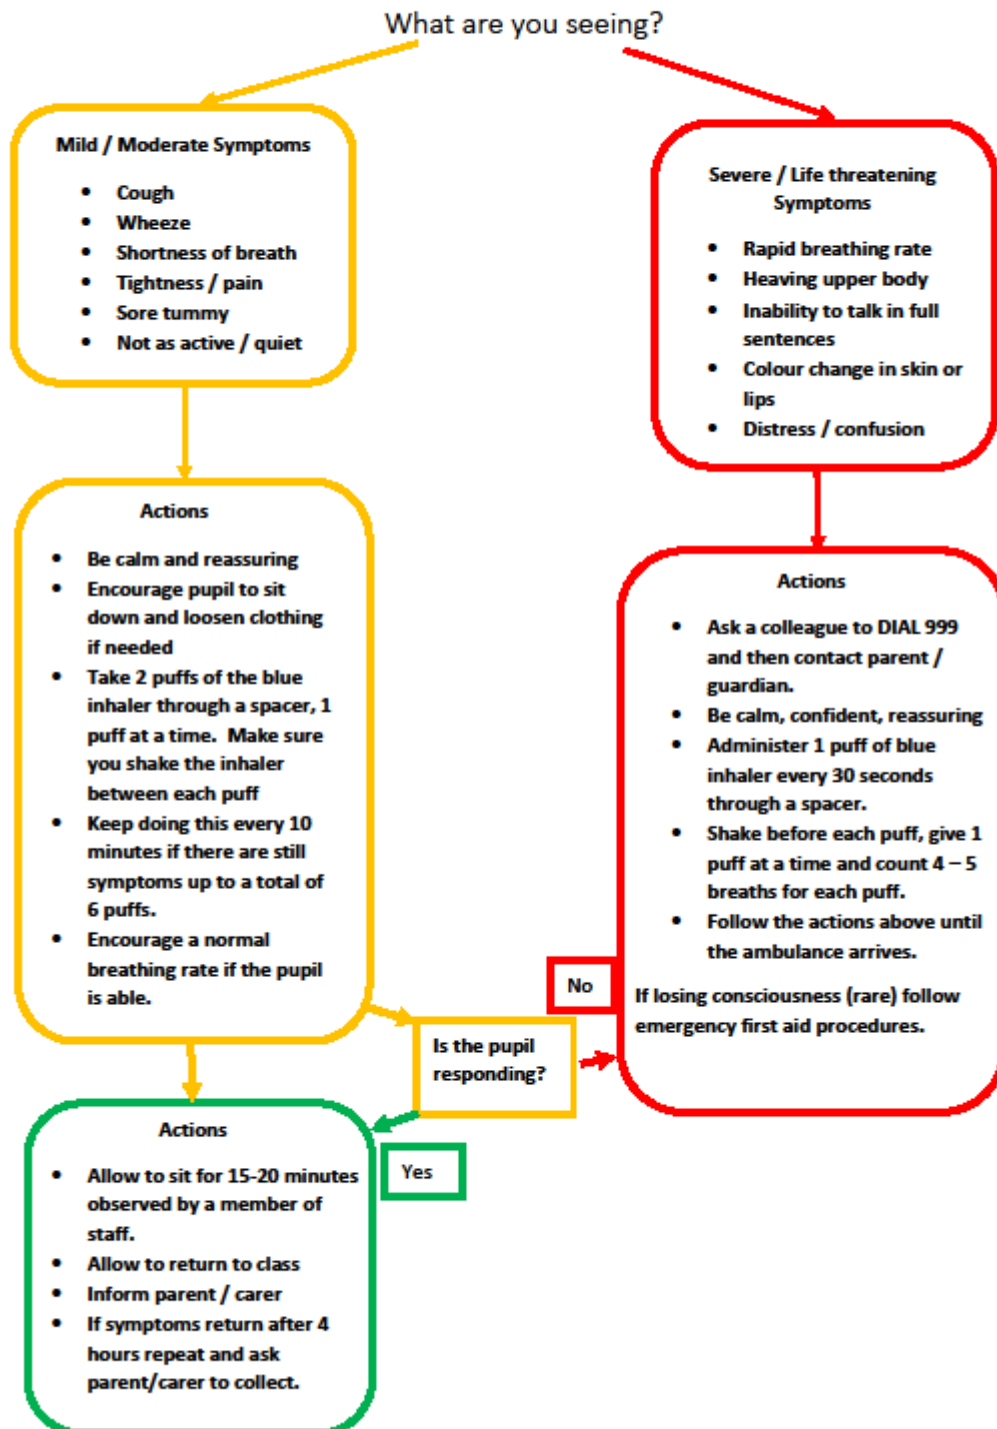 What are you seeing?
Mild / Moderate Symptoms
• Cough
• Wheeze
• Shortness of breath
• Tightness / pain
• Sore tummy
• Not as active / quiet
Severe / Life threatening
Symptoms
• Rapid breathing rate
• Heaving upper body
• Inability to talk in full
sentences
• Colour change in skin or
lips
• Distress / confusion
Actions
• Be calm and reassuring
• Encourage pupil to sit
down and loosen clothing
if needed
• Take 2 puffs of the blue
inhaler through a spacer, 1
puff at a time. Make sure
you shake the inhaler
between each puff
• Keep doing this every 10
minutes if there are still
symptoms up to a total of
6 puffs.
• Encourage a normal
breathing rate if the pupil
is able.
Actions
• Ask a colleague to DIAL 999
and then contact parent /
guardian.
• Be calm, confident, reassuring
• Administer 1 puff of blue
inhaler every 30 seconds
through a spacer.
• Shake before each puff, give 1
puff at a time and count 4 – 5
breaths for each puff.
• Follow the actions above until
the ambulance arrives.
If losing consciousness (rare) follow
emergency first aid procedures.
No
Is the pupil
responding?
Yes
Actions
• Allow to sit for 15-20 minutes
observed by a member of
staff.
• Allow to return to class
• Inform parent / carer
• If symptoms return after 4
hours repeat and ask
parent/carer to collect.